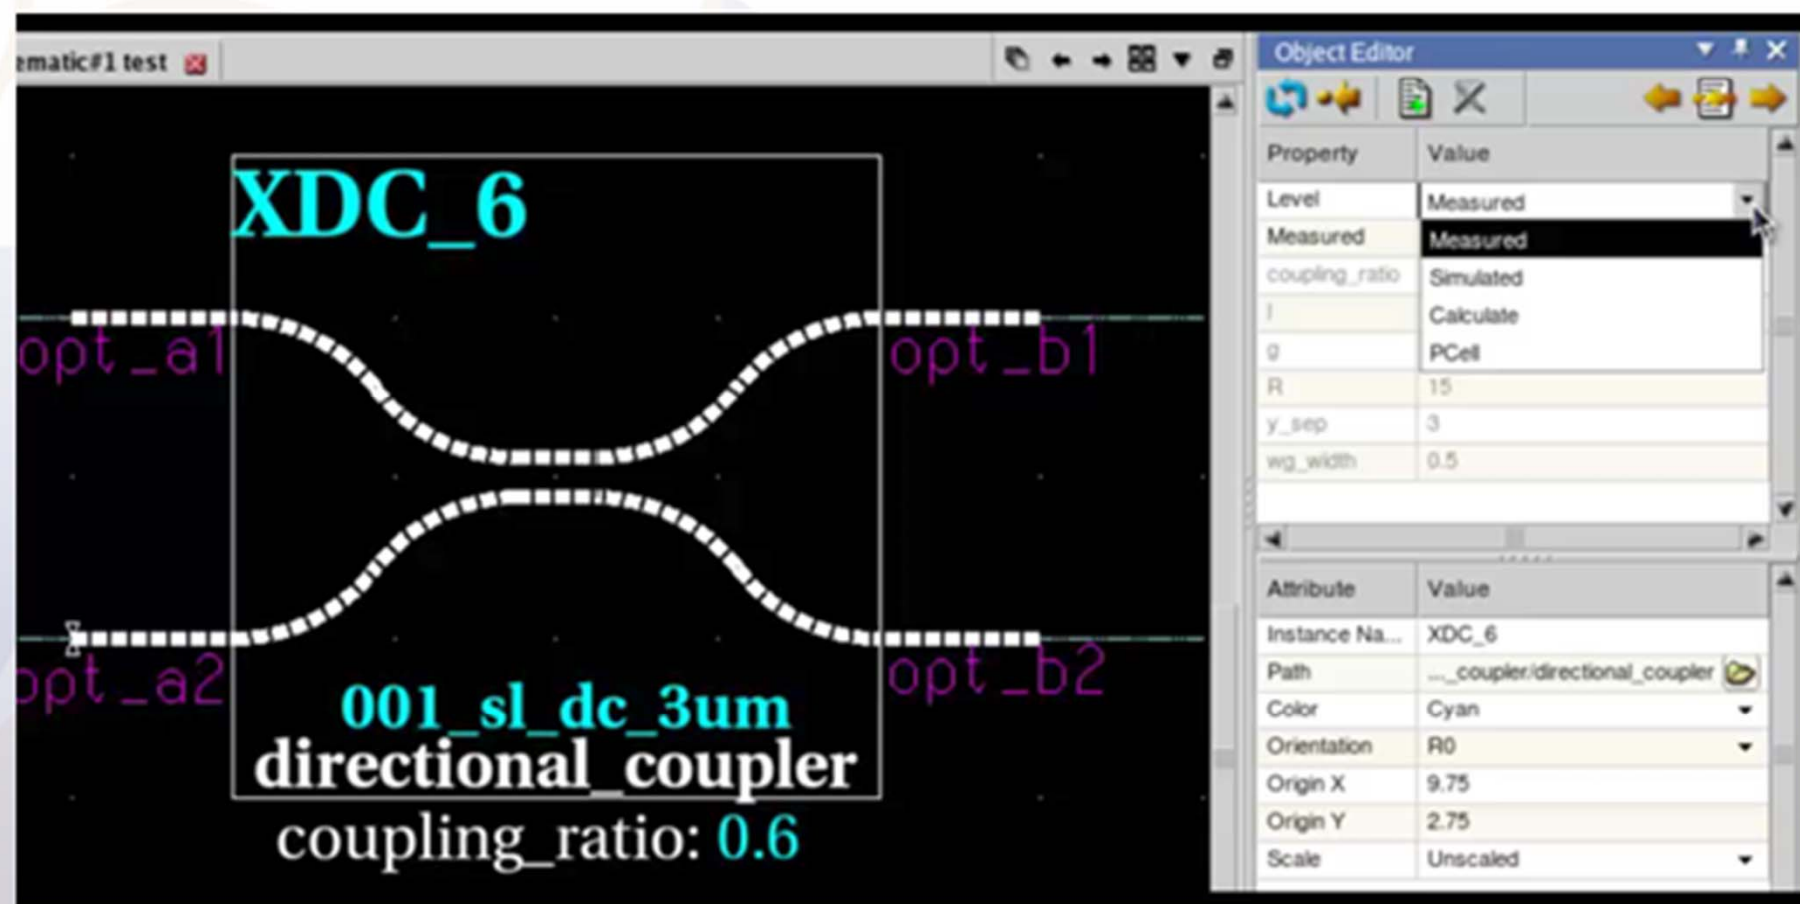 ematic#1 test
Object Editor
Property Value
Level Measured
Measured Measured
Simulated
coupling_ratio
l Calculate
g PCell
R 15
y_sep 3
wg_width 0.5
Attribute Value
Instance Na... XDC_6
Path ..._coupler/directional_coupler
Color Cyan
Orientation R0
Origin X 9.75
Origin Y 2.75
Scale Unscaled
XDC_6
opt_a1
opt_b1
opt_a2
opt_b2
001_sl_dc_3um
directional_coupler
coupling_ratio: 0.6